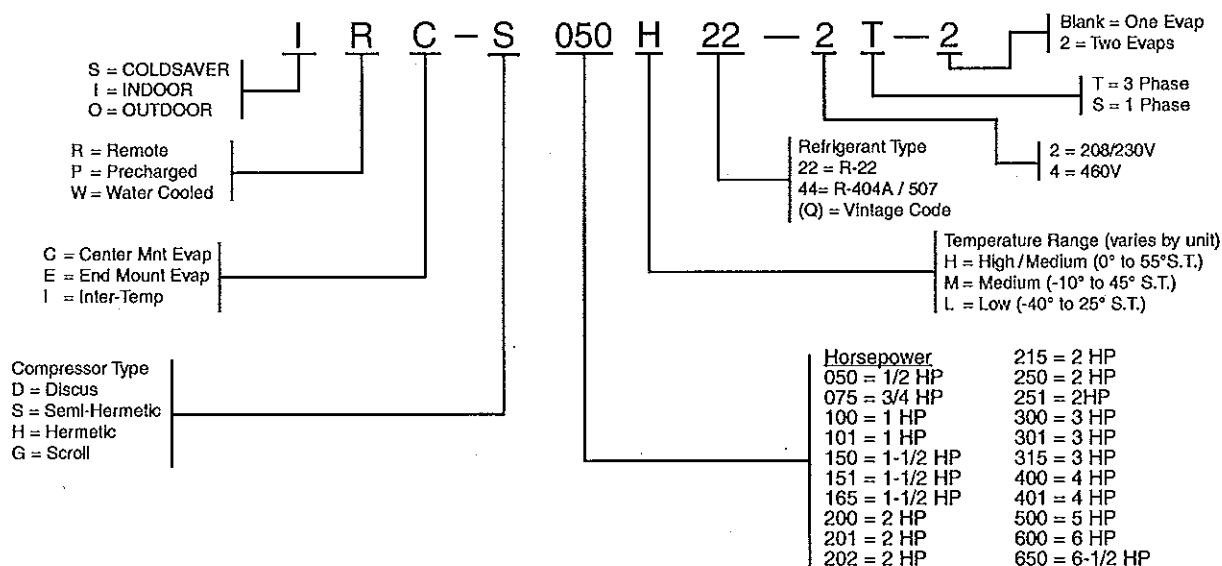 I R C – S 050 H 22 – 2 T – 2
Blank = One Evap
2 = Two Evaps
S = COLDSAVER
I = INDOOR
O = OUTDOOR
T = 3 Phase
S = 1 Phase
R = Remote
P = Precharged
W = Water Cooled
Refrigerant Type
22 = R-22
44= R-404A / 507
(Q) = Vintage Code
2 = 208/230V
4 = 460V
C = Center Mnt Evap
E = End Mount Evap
I = Inter-Temp
Temperature Range (varies by unit)
H = High/Medium (0° to 55°S.T.)
M = Medium (-10° to 45° S.T.)
L = Low (-40° to 25° S.T.)
Compressor Type
D = Discus
S = Semi-Hermetic
H = Hermetic
G = Scroll
Horsepower
050 = 1/2 HP
075 = 3/4 HP
100 = 1 HP
101 = 1 HP
150 = 1-1/2 HP
151 = 1-1/2 HP
165 = 1-1/2 HP
200 = 2 HP
201 = 2 HP
202 = 2 HP
215 = 2 HP
250 = 2 HP
251 = 2HP
300 = 3 HP
301 = 3 HP
315 = 3 HP
400 = 4 HP
401 = 4 HP
500 = 5 HP
600 = 6 HP
650 = 6-1/2 HP